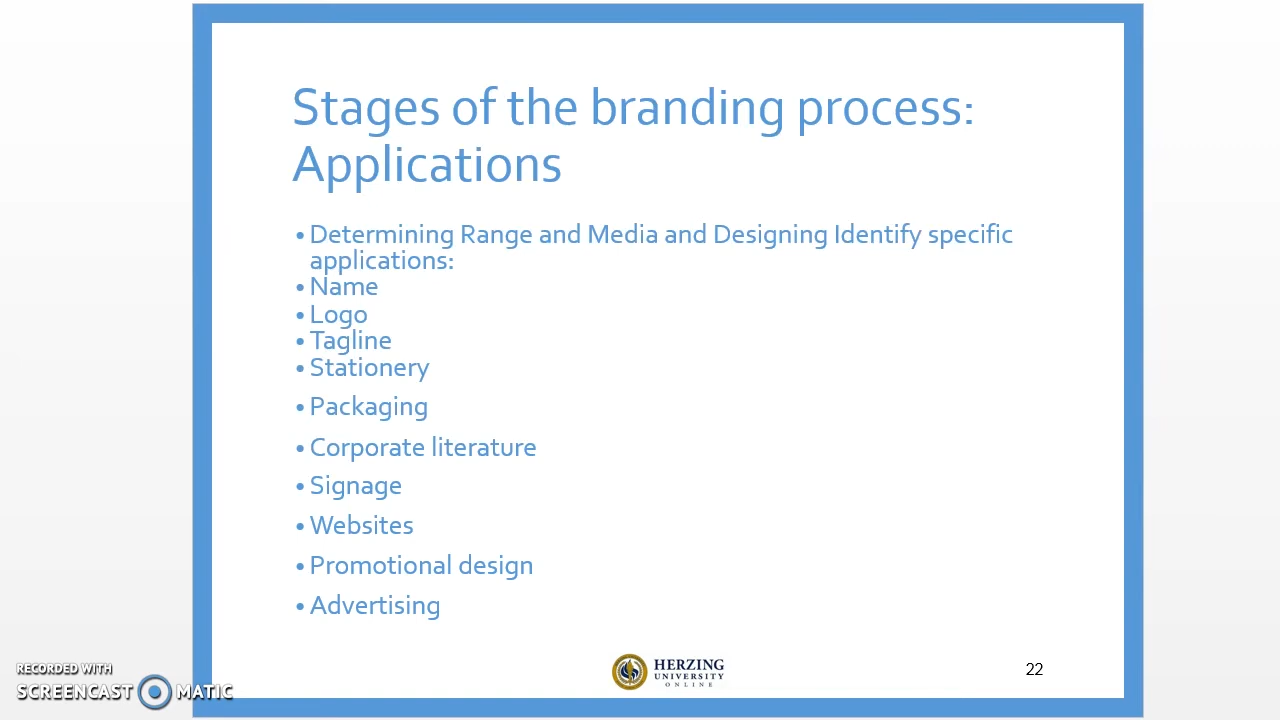 Stages of the branding process:
Applications
• Determining Range and Media and Designing Identify specific
applications:
• Name
• Logo
• Tagline
• Stationery
• Packaging
• Corporate literature
• Signage
• Websites
• Promotional design
• Advertising
HERZING
UNIVERSITY
ONLINE
22
RECORDED WITH
SCREENCAST MATIC